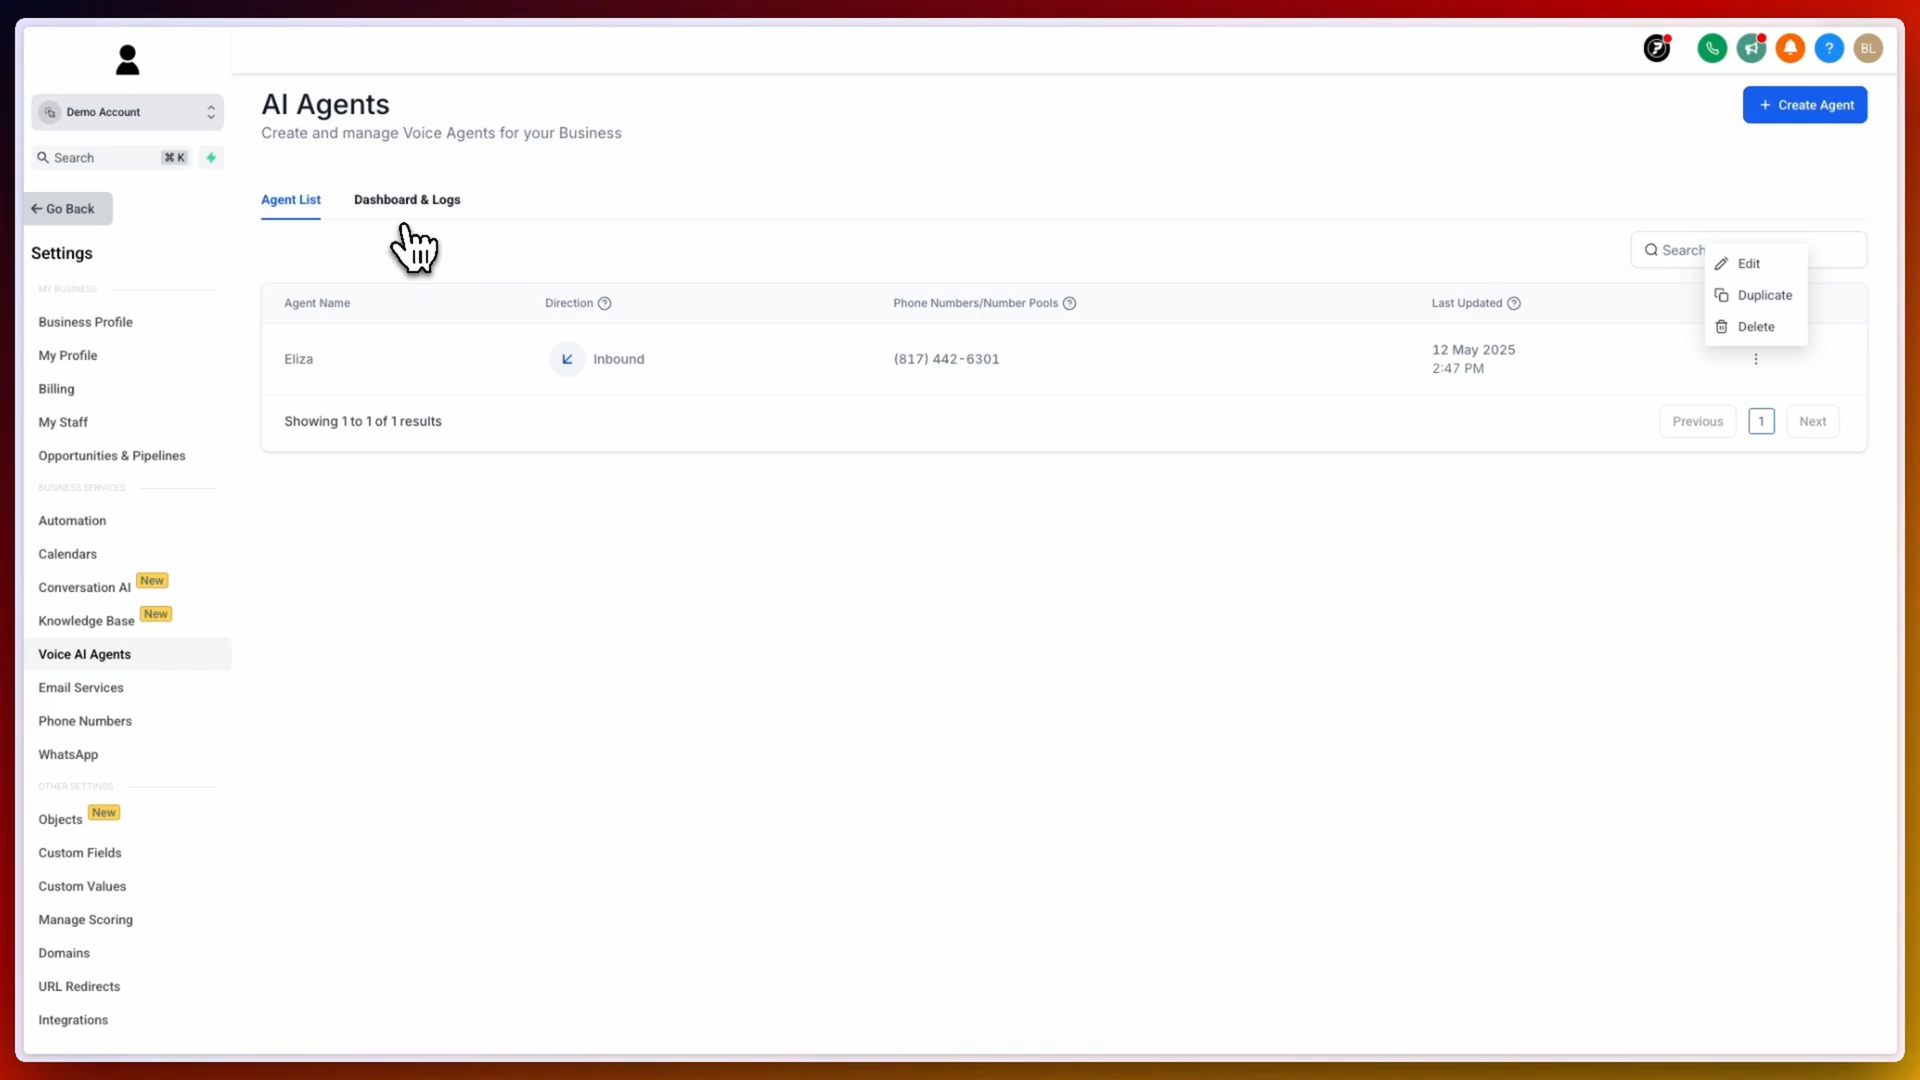 Demo Account
Search
⌘ K
Go Back
Settings
MY BUSINESS
Business Profile
My Profile
Billing
My Staff
Opportunities & Pipelines
BUSINESS SERVICES
Automation
Calendars
Conversation AI New
Knowledge Base New
Voice AI Agents
Email Services
Phone Numbers
WhatsApp
OTHER SETTINGS
Objects New
Custom Fields
Custom Values
Manage Scoring
Domains
URL Redirects
Integrations
?
BL
AI Agents
Create and manage Voice Agents for your Business
+ Create Agent
Agent List
Dashboard & Logs
Search
Edit
Duplicate
Delete
Agent Name
Direction
Phone Numbers/Number Pools
Last Updated
Eliza
Inbound
(817) 442-6301
12 May 2025
2:47 PM
Showing 1 to 1 of 1 results
Previous
1
Next